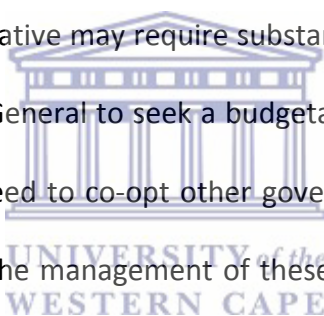 ative may require substan
General to seek a budgeta
eed to co-opt other gove
UNIVERSITY of the
he management of these
WESTERN CAPE